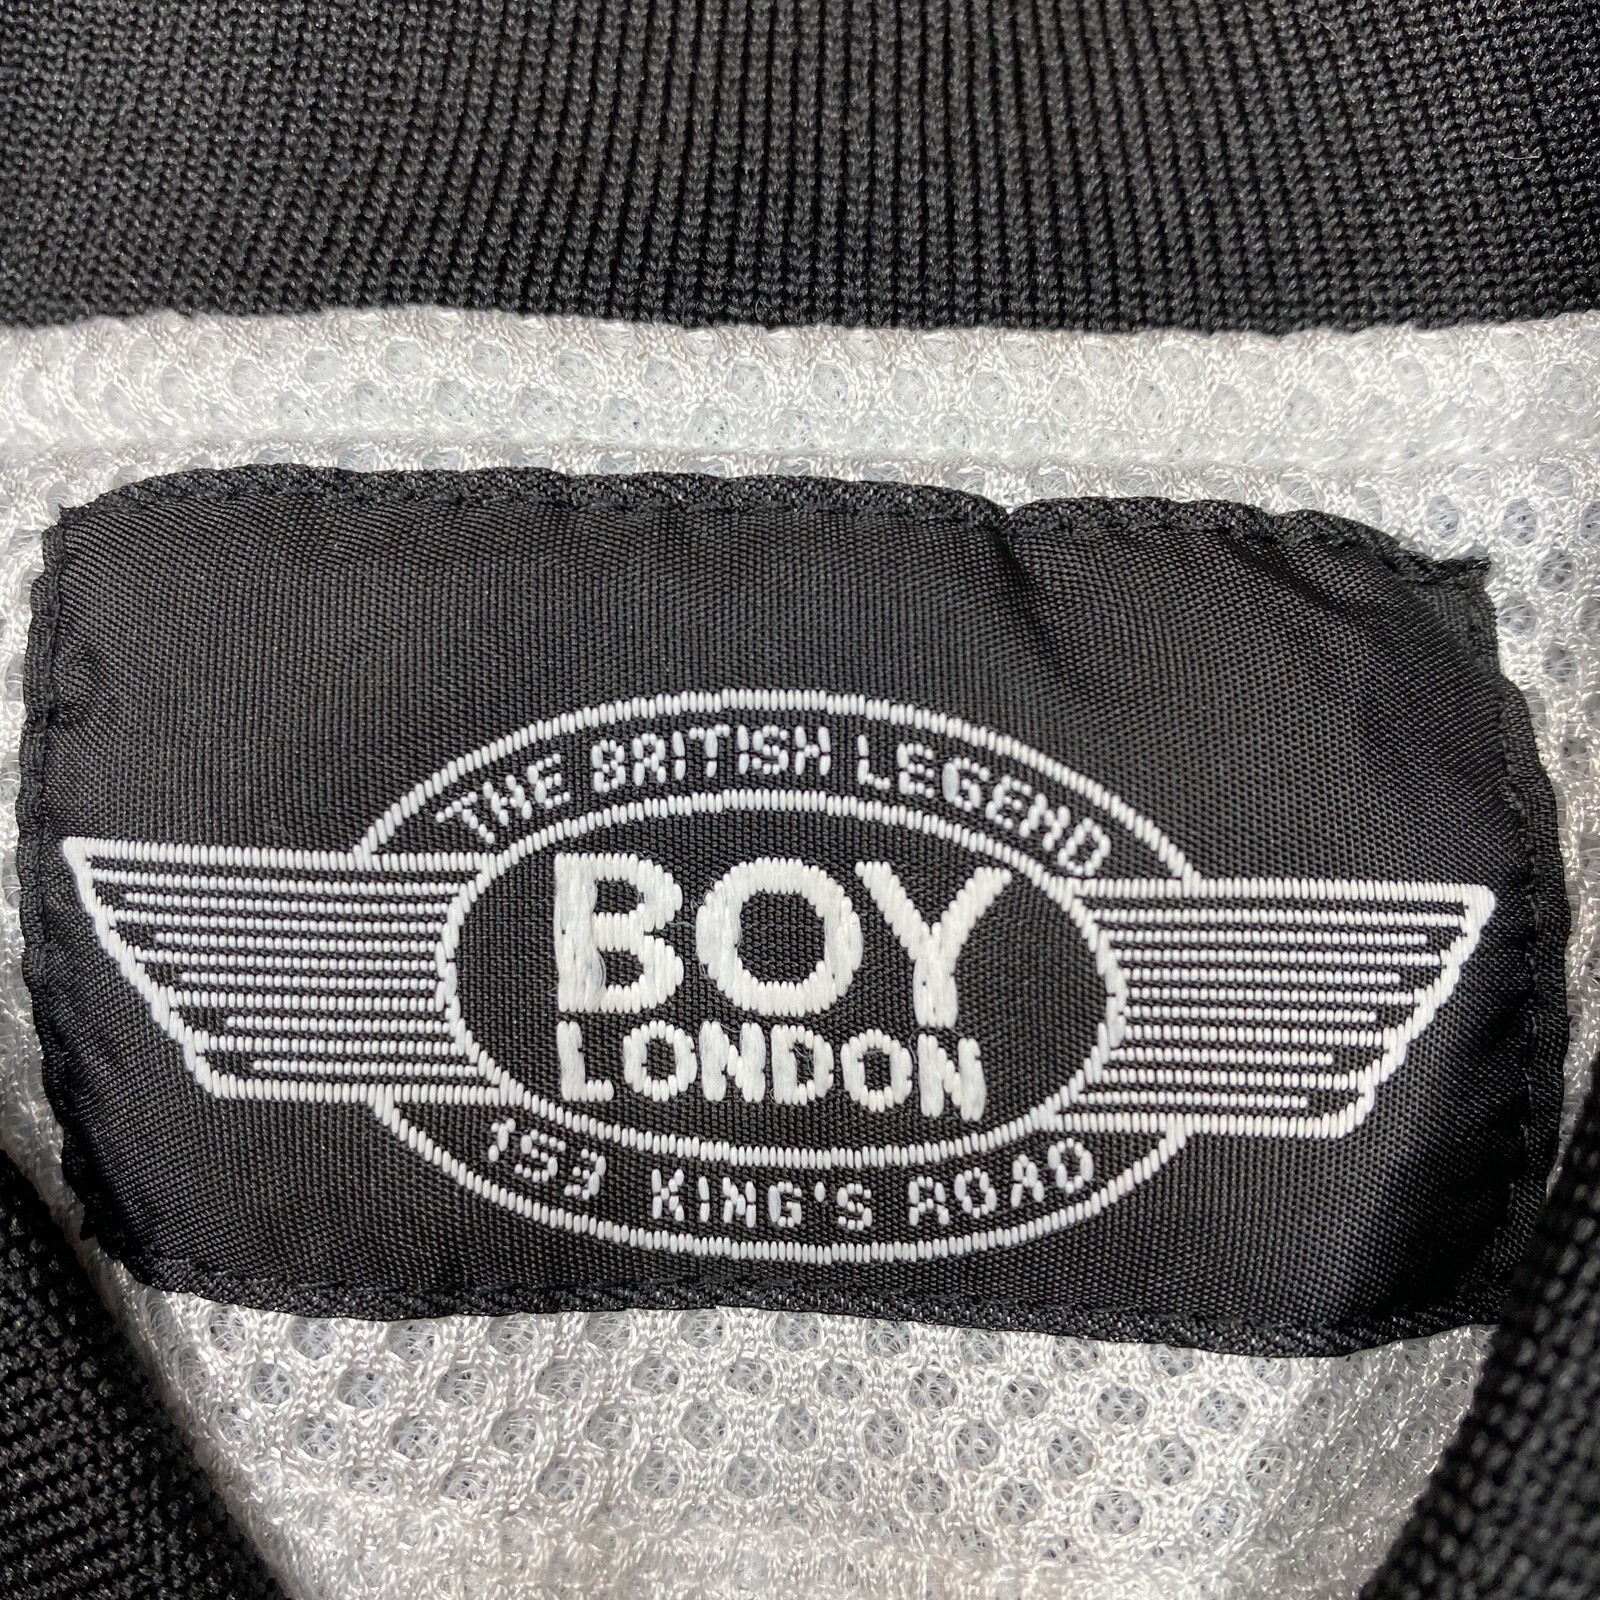 THE BRITISH LEGEND
BOY
LONDON
153 KING'S ROAD